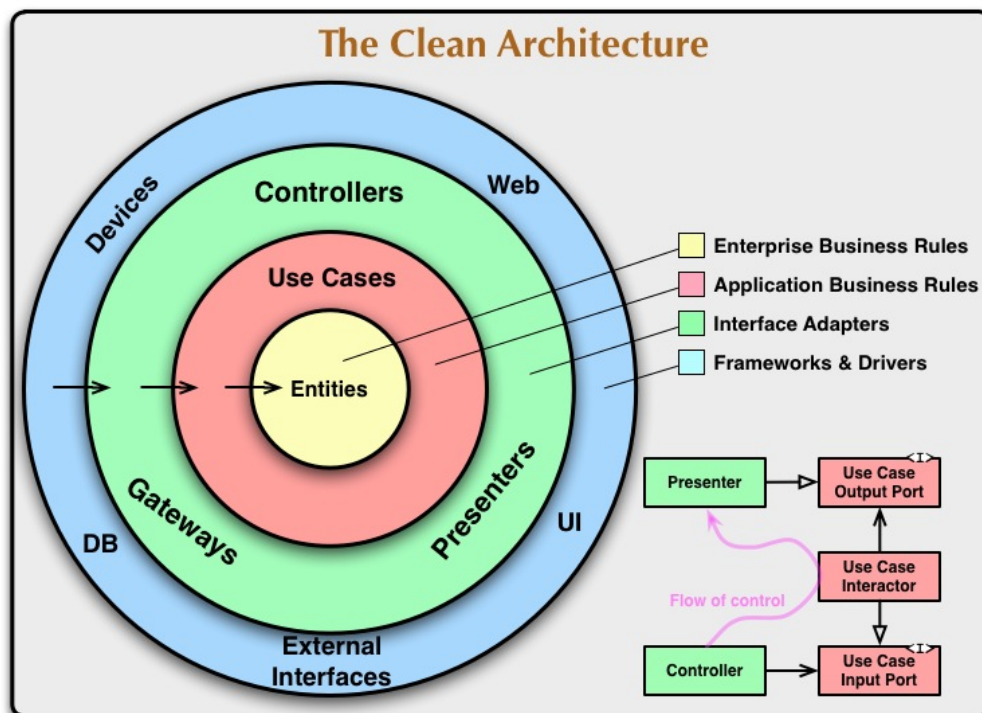 The Clean Architecture
Devices
Web
Controllers
Use Cases
Entities
Gateways
Presenters
DB
UI
External
Interfaces
Enterprise Business Rules
Application Business Rules
Interface Adapters
Frameworks & Drivers
Presenter
<I>
Use Case
Output Port
Flow of control
Use Case
Interactor
Controller
<I>
Use Case
Input Port